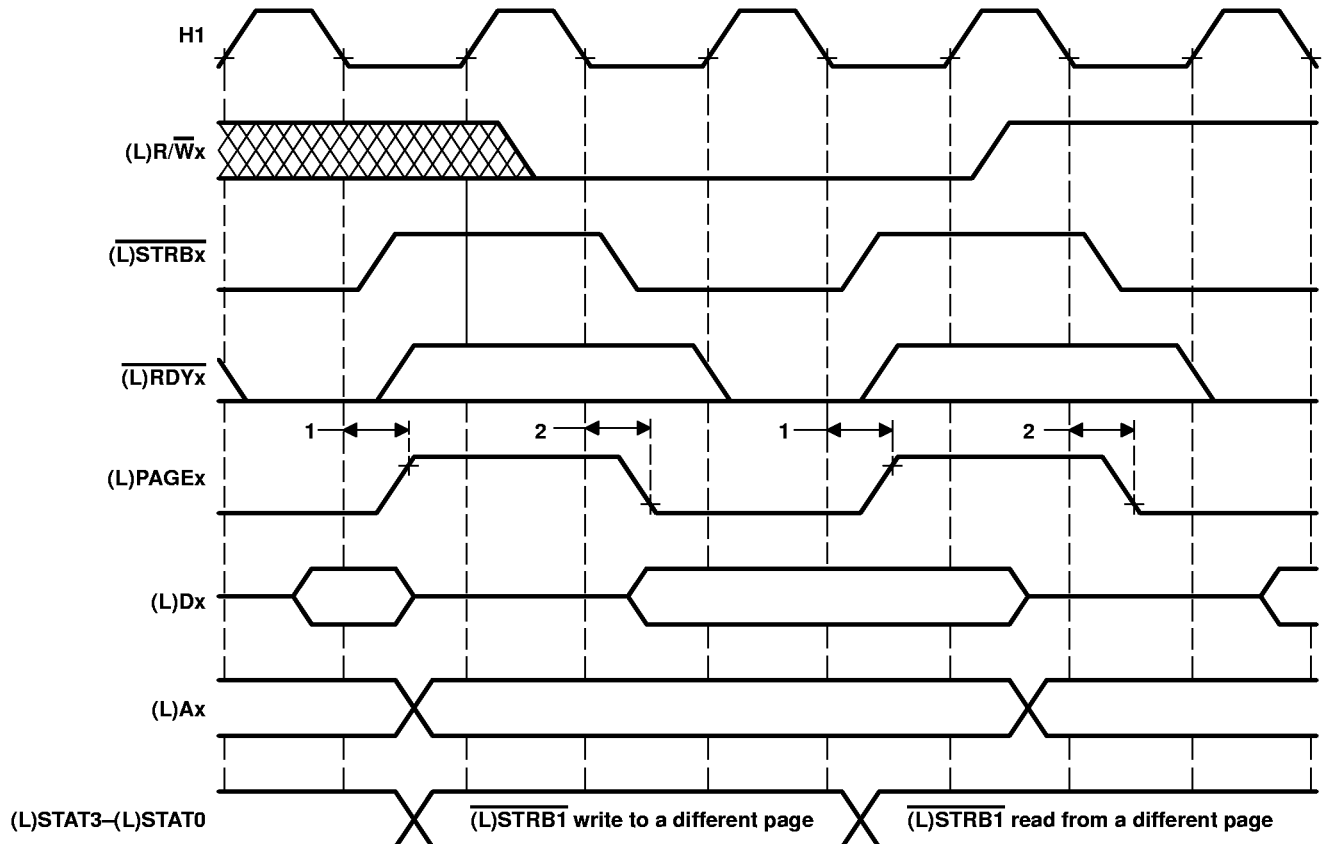 H1
(L)R/W̅x
(L)STRBx
(L)RDYx
1 2 1 2
(L)PAGEx
(L)Dx
(L)Ax
(L)STAT3–(L)STAT0 (L)STRB1 write to a different page (L)STRB1 read from a different page